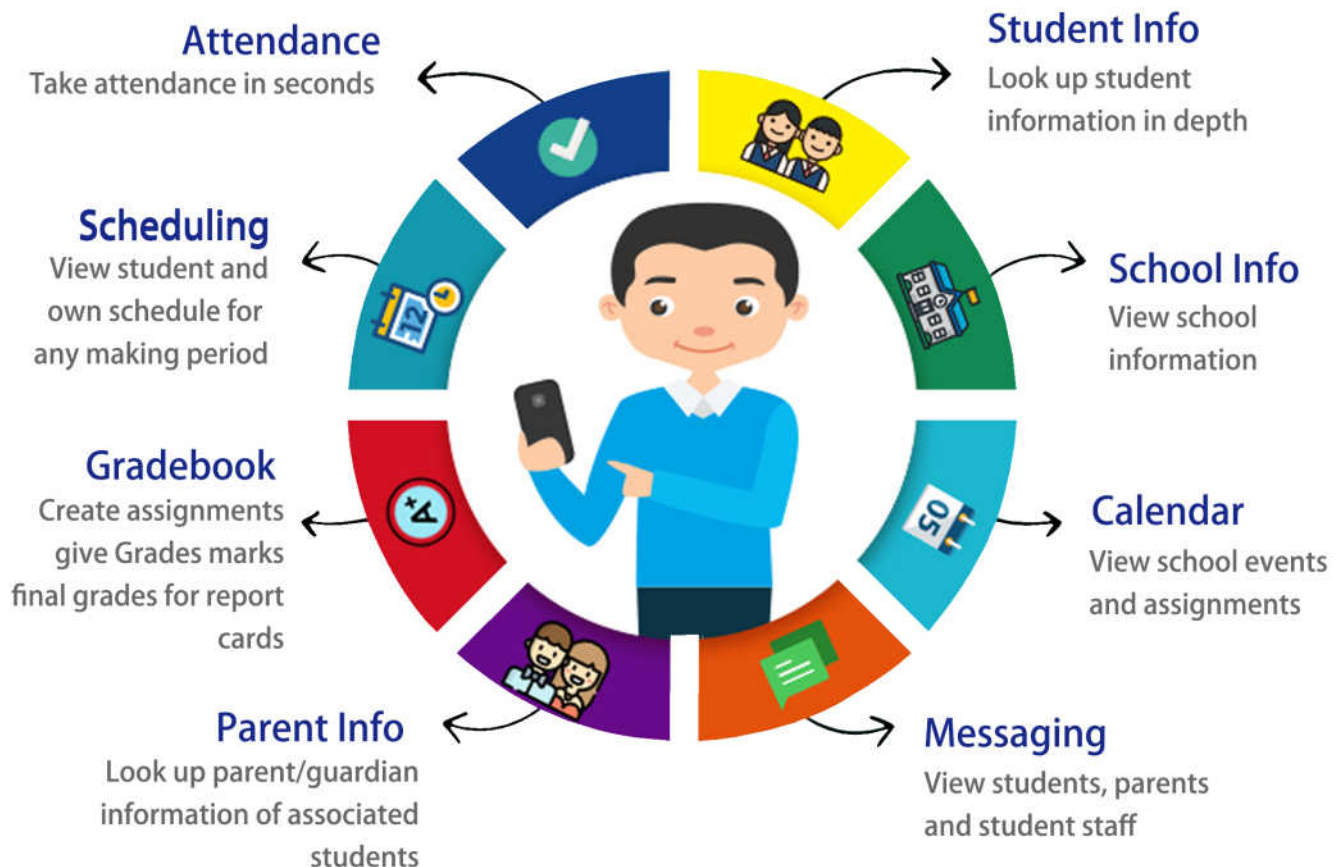 Attendance
Take attendance in seconds
Student Info
Look up student
information in depth
Scheduling
View student and
own schedule for
any making period
12
School Info
View school
information
Gradebook
Create assignments
give Grades marks
final grades for report
cards
A+
05
Calendar
View school events
and assignments
Parent Info
Look up parent/guardian
information of associated
students
Messaging
View students, parents
and student staff